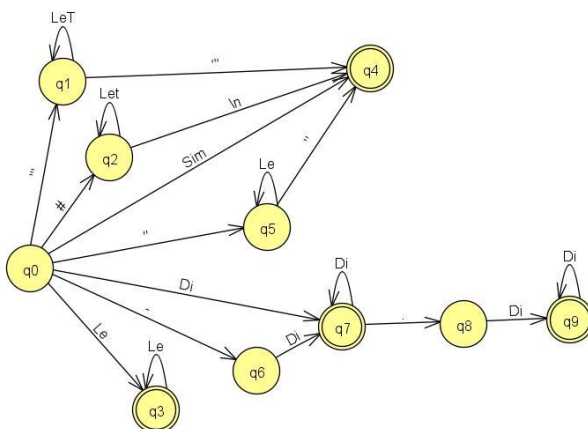 LeT
q1
'''
q4
Let
q2
\n
Sim
'''
Le
''
#
q5
''
q0
Di
Di
Di
q7
.
q8
Di
q9
Le
Le
q6
Di
q3